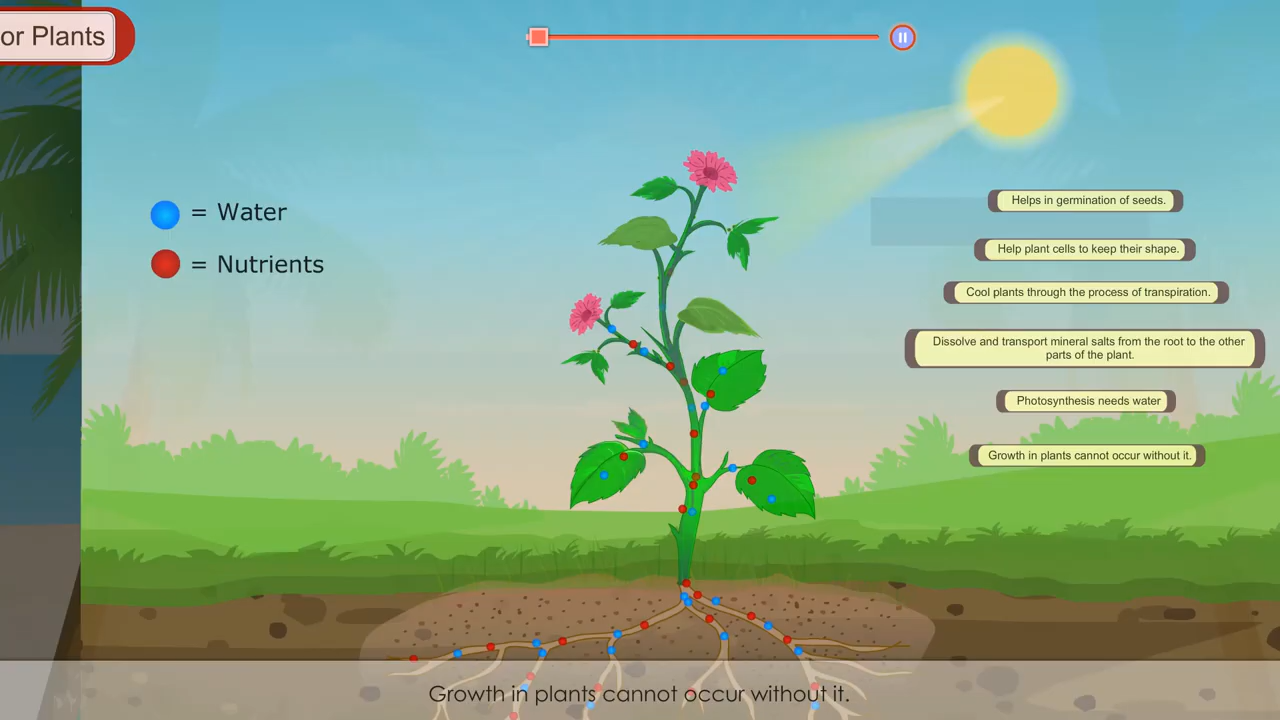 or Plants
= Water
= Nutrients
Helps in germination of seeds.
Help plant cells to keep their shape.
Cool plants through the process of transpiration.
Dissolve and transport mineral salts from the root to the other
parts of the plant.
Photosynthesis needs water
Growth in plants cannot occur without it.
Growth in plants cannot occur without it.